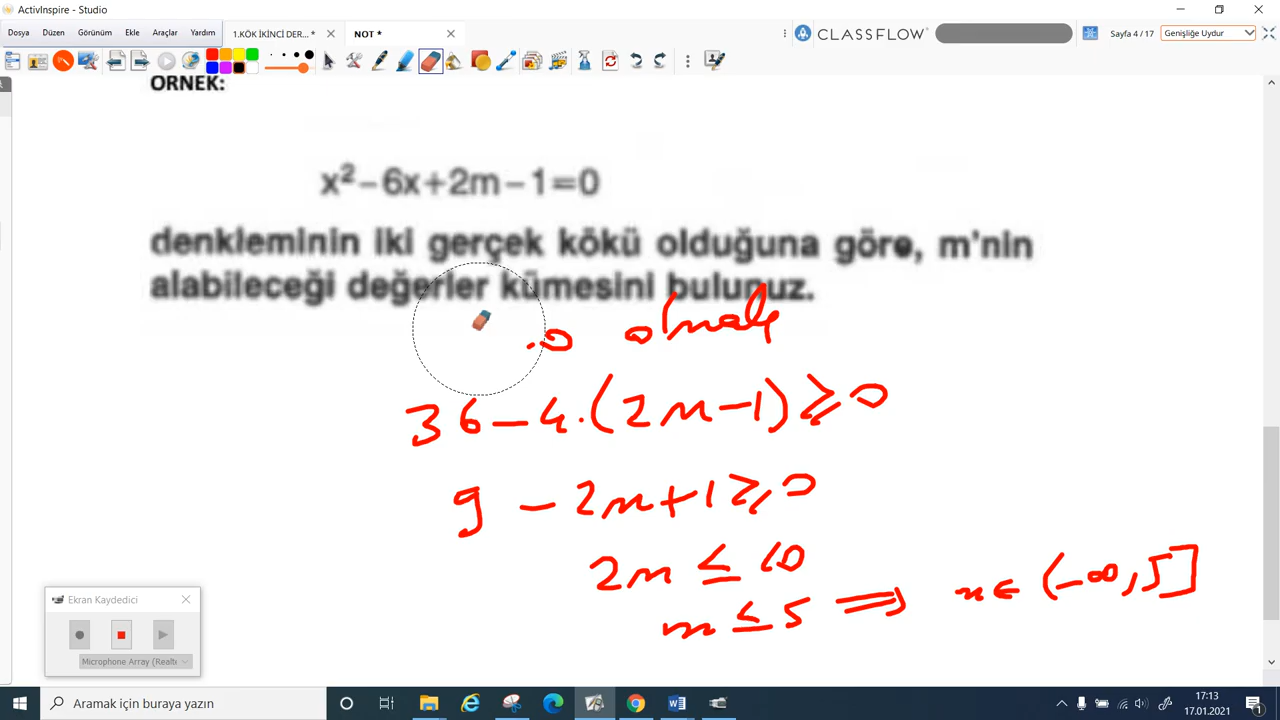 ActivInspire - Studio
Dosya Düzen Görünüm Ekle Araçlar Yardım
1.KÖK İKİNCİ DER... *
NOT *
CLASSFLOW
Sayfa 4 / 17
Genişliğe Uydur
ÖRNEK:
x²-6x+2m-1=0
denkleminin iki gerçek kökü olduğuna göre, m'nin
alabileceği değerler kümesini bulunuz.
0 olmalı
36-4.(2m-1)≥0
9-2m+1≥0
2m≤10
m≤5 ⟹ m∈(-∞,5]
Ekran Kaydedici
Microphone Array (Realte
Aramak için buraya yazın
17:13
17.01.2021